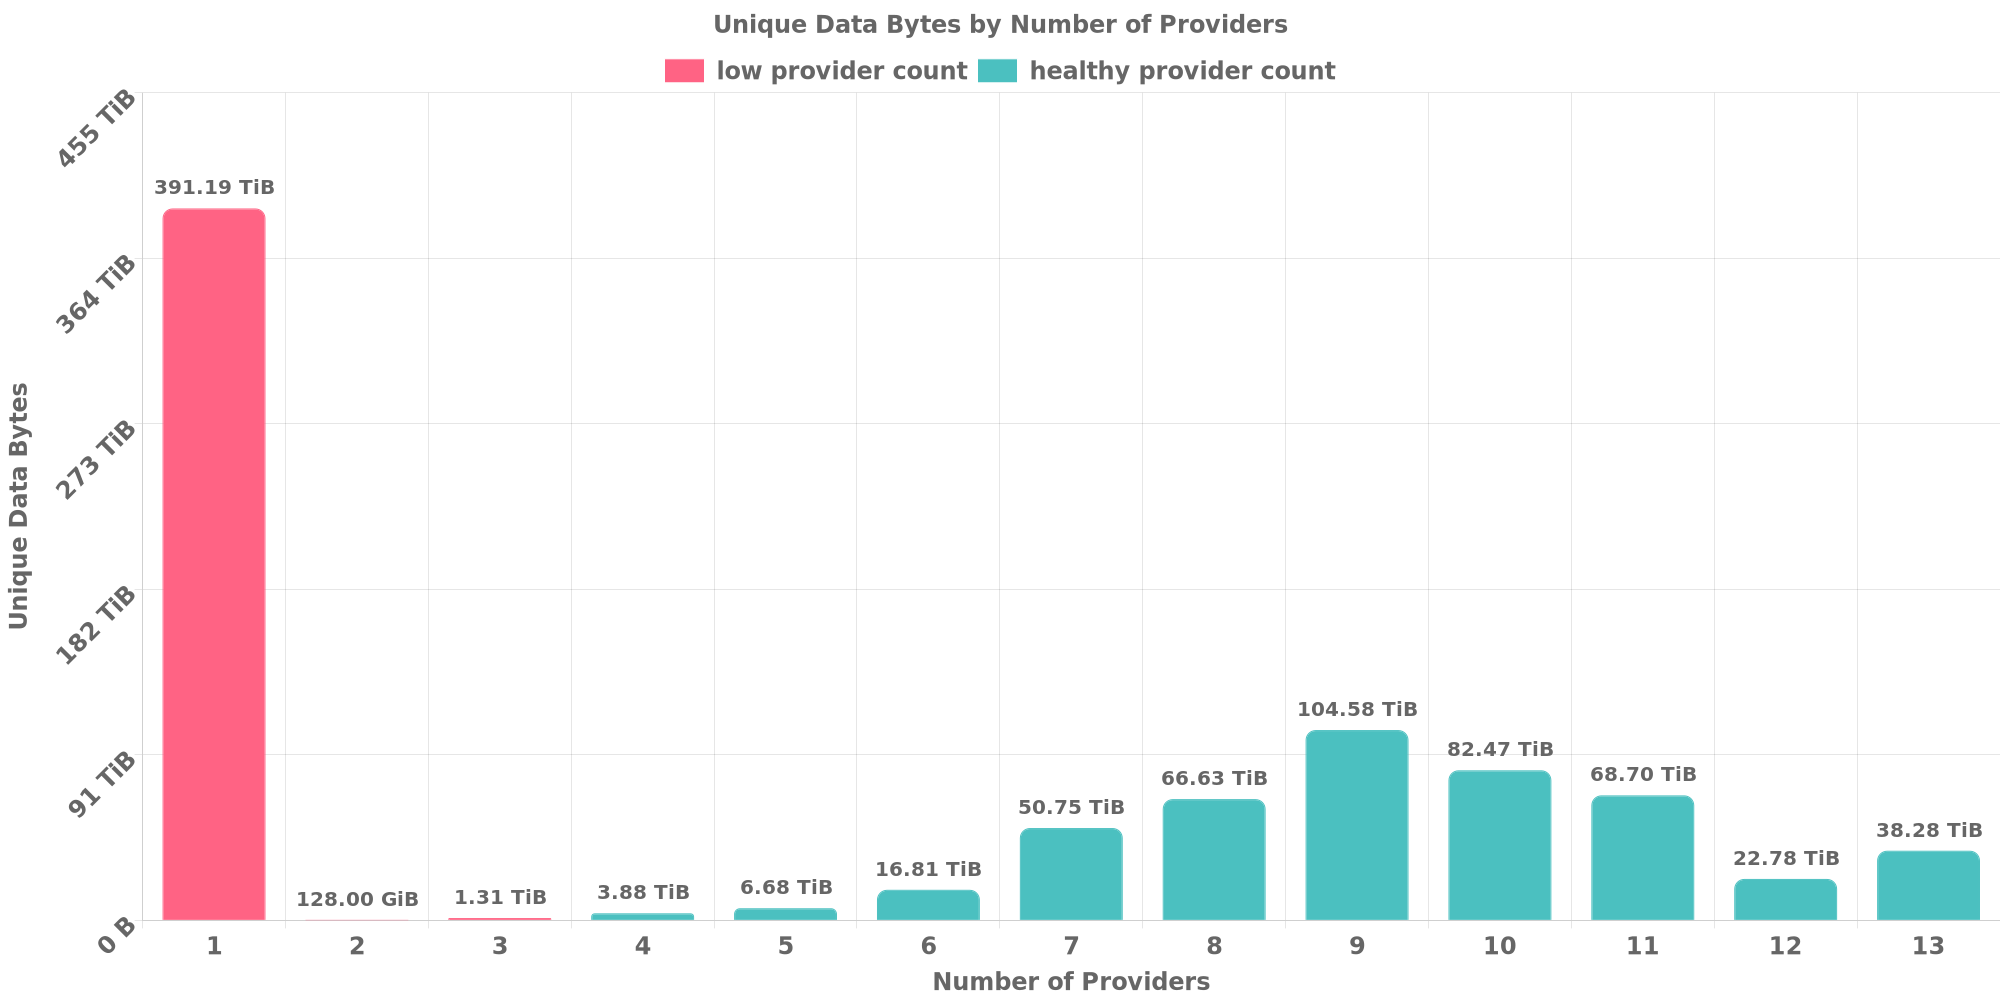 Unique Data Bytes by Number of Providers
low provider count healthy provider count
455 TiB
364 TiB
273 TiB
182 TiB
91 TiB
0 B
Unique Data Bytes
391.19 TiB
128.00 GiB
1.31 TiB
3.88 TiB
6.68 TiB
16.81 TiB
50.75 TiB
66.63 TiB
104.58 TiB
82.47 TiB
68.70 TiB
22.78 TiB
38.28 TiB
1 2 3 4 5 6 7 8 9 10 11 12 13
Number of Providers